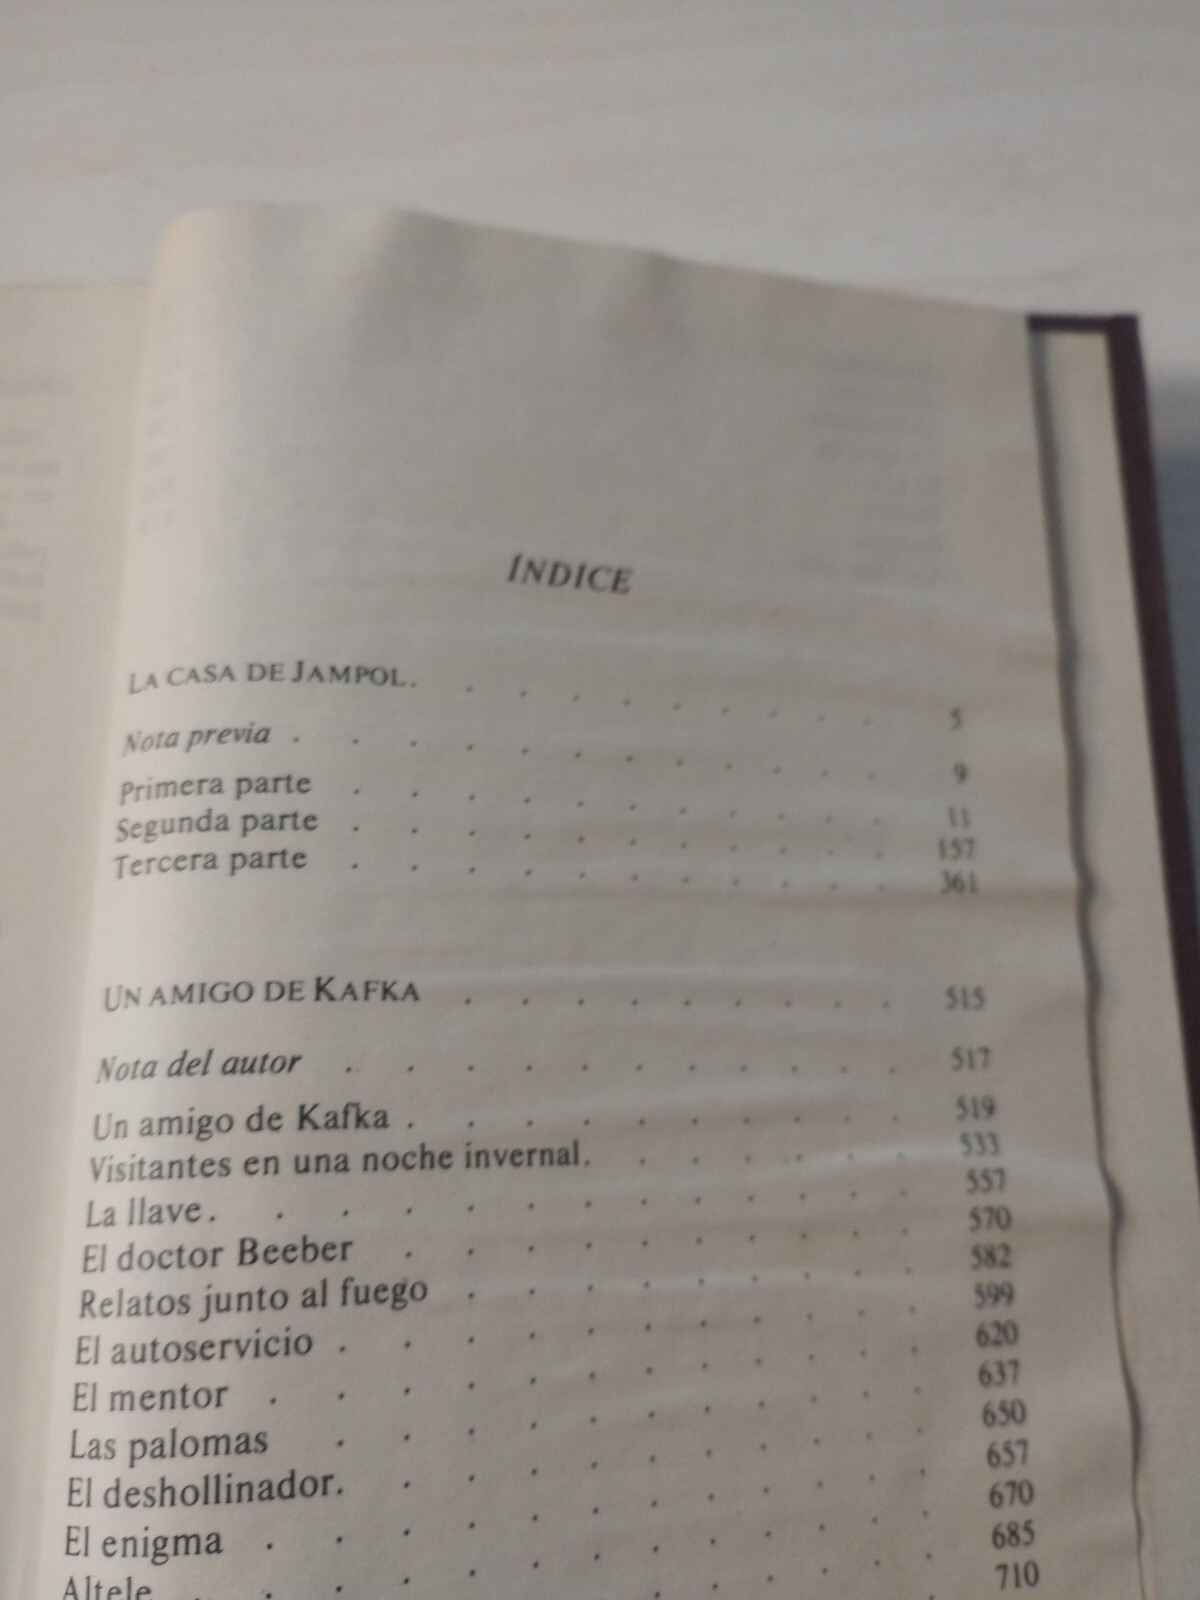 ÍNDICE
LA CASA DE JAMPOL. . . . . . . . . . 5
Nota previa . . . . . . . . . . . 9
Primera parte . . . . . . . . . . 11
Segunda parte . . . . . . . . . . 157
Tercera parte . . . . . . . . . . 361
UN AMIGO DE KAFKA . . . . . . . . 515
Nota del autor . . . . . . . . . . 517
Un amigo de Kafka . . . . . . . . . 519
Visitantes en una noche invernal. . . . . . . 533
La llave. . . . . . . . . . . . 557
El doctor Beeber . . . . . . . . . 570
Relatos junto al fuego . . . . . . . . 582
El autoservicio . . . . . . . . . . 599
El mentor . . . . . . . . . . . 620
Las palomas . . . . . . . . . . 637
El deshollinador. . . . . . . . . . 650
El enigma . . . . . . . . . . . 657
Altele . . . . . . . . . . . . 670
685
710